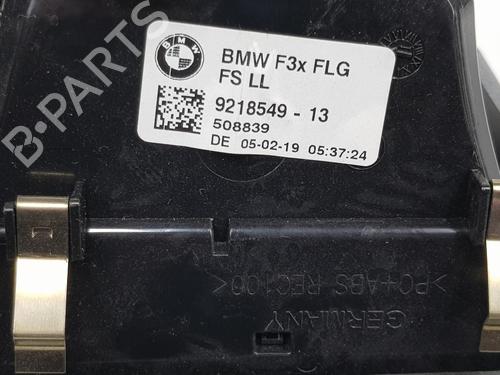 BMW
BMW F3x FLG
FS LL
9218549 - 13
508839
DE 05-02-19 05:37:24
>PC+ABS REC100<
GERMANY